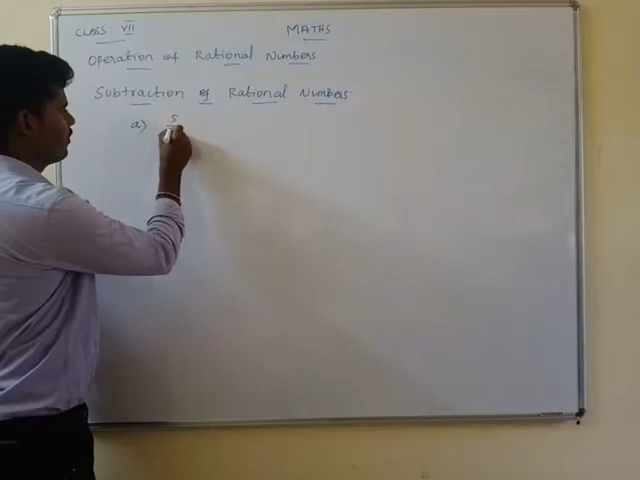 CLASS: VII MATHS
Operation of Rational Numbers
Subtraction of Rational Numbers
a) 5